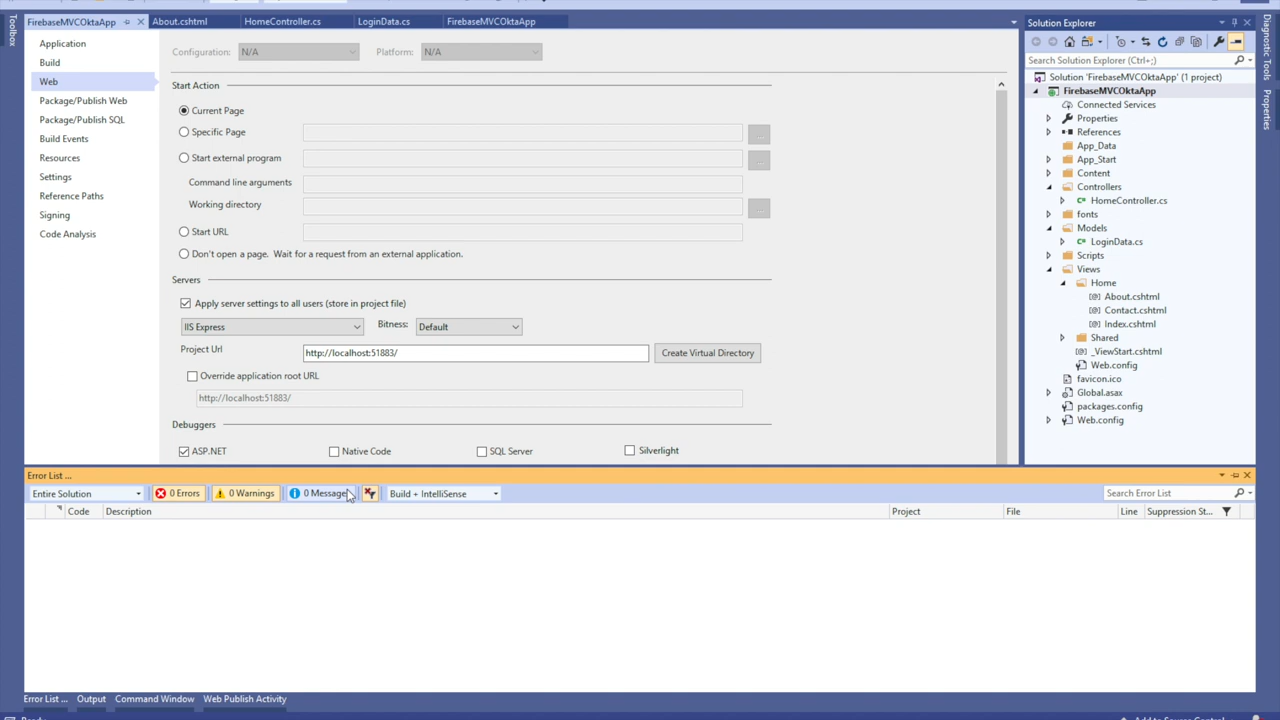 FirebaseMVCOktaApp
About.cshtml
HomeController.cs
LoginData.cs
FirebaseMVCOktaApp
Toolbox
Application
Build
Web
Package/Publish Web
Package/Publish SQL
Build Events
Resources
Settings
Reference Paths
Signing
Code Analysis
Configuration: N/A Platform: N/A
Start Action
Current Page
Specific Page ...
Start external program ...
Command line arguments
Working directory ...
Start URL
Don't open a page. Wait for a request from an external application.
Servers
Apply server settings to all users (store in project file)
IIS Express Bitness: Default
Project Url http://localhost:51883/ Create Virtual Directory
Override application root URL
http://localhost:51883/
Debuggers
ASP.NET Native Code SQL Server Silverlight
Solution Explorer
Search Solution Explorer (Ctrl+;)
Solution 'FirebaseMVCOktaApp' (1 project)
FirebaseMVCOktaApp
Connected Services
Properties
References
App_Data
App_Start
Content
Controllers
C# HomeController.cs
fonts
Models
C# LoginData.cs
Scripts
Views
Home
[@] About.cshtml
[@] Contact.cshtml
[@] Index.cshtml
Shared
[@] _ViewStart.cshtml
Web.config
favicon.ico
Global.asax
packages.config
Web.config
Diagnostic Tools
Properties
Error List ...
Entire Solution 0 Errors 0 Warnings 0 Message Build + IntelliSense Search Error List
Code Description Project File Line Suppression St...
Error List ... Output Command Window Web Publish Activity